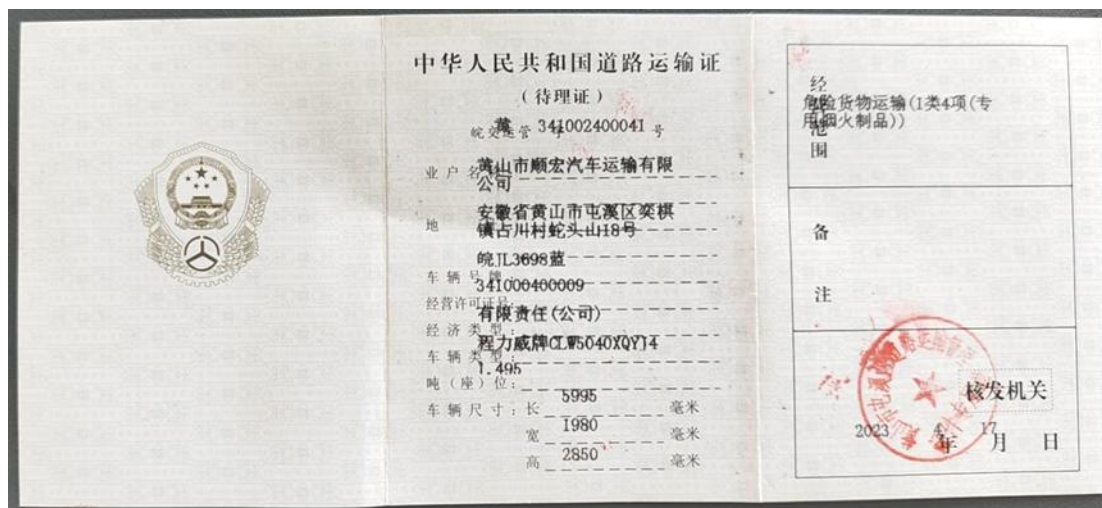 中华人民共和国道路运输证
(待理证)
皖交运管 黄 字 341002400041 号
业户名称:黄山市顺宏汽车运输有限
公司
地 安徽省黄山市屯溪区奕棋
镇占川村蛇头山18号
车辆号牌:皖JL3698蓝
经营许可证号:341000400009
经济类型:有限责任(公司)
车辆类型:程力威牌CLW5040XQYJ4
吨(座)位:1.495
车辆尺寸:长 5995 毫米
宽 1980 毫米
高 2850 毫米
经营范围
危险货物运输(1类4项(专
用烟火制品))
备
注
核发机关
2023 年 4 月 17 日